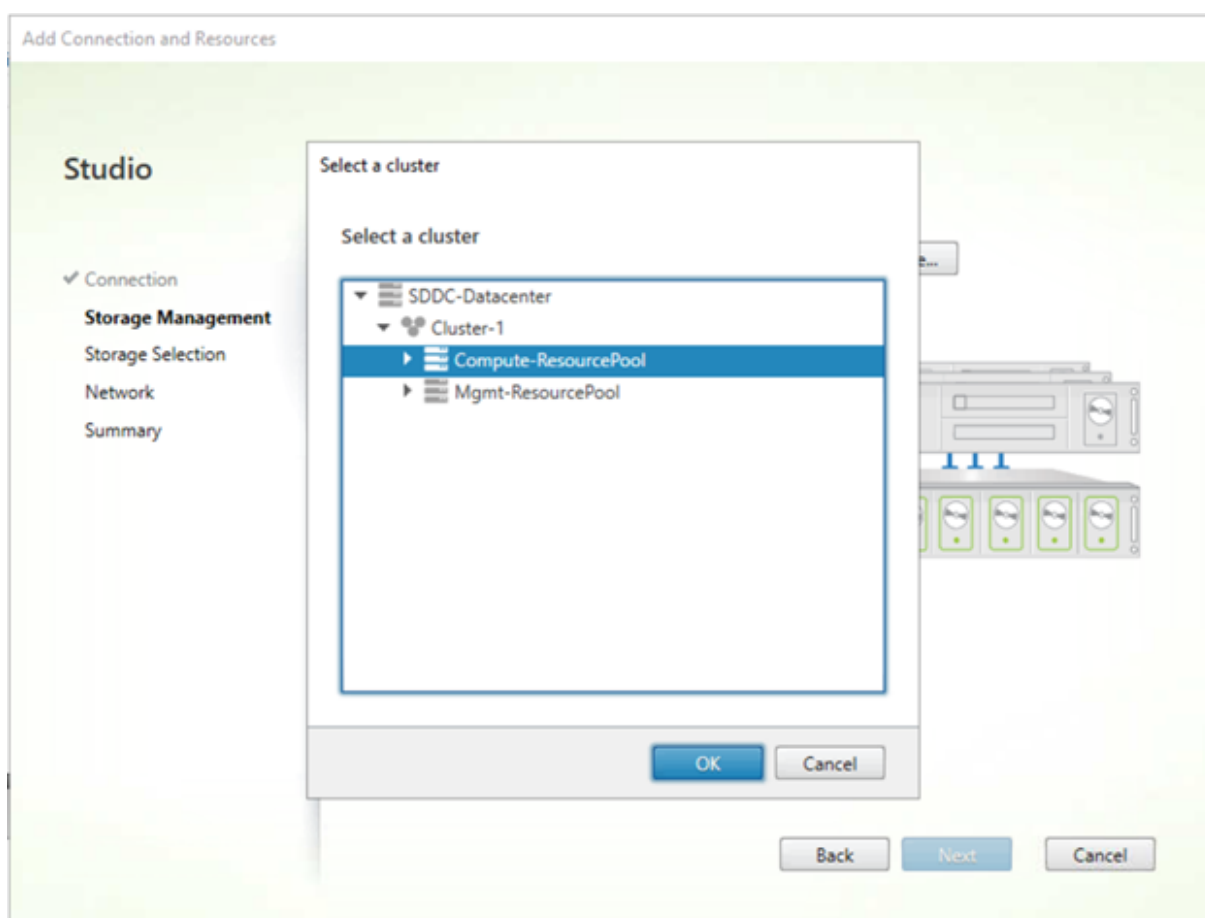 Add Connection and Resources
Studio
Connection
Storage Management
Storage Selection
Network
Summary
Select a cluster
Select a cluster
SDDC-Datacenter
Cluster-1
Compute-ResourcePool
Mgmt-ResourcePool
OK
Cancel
Back
Next
Cancel